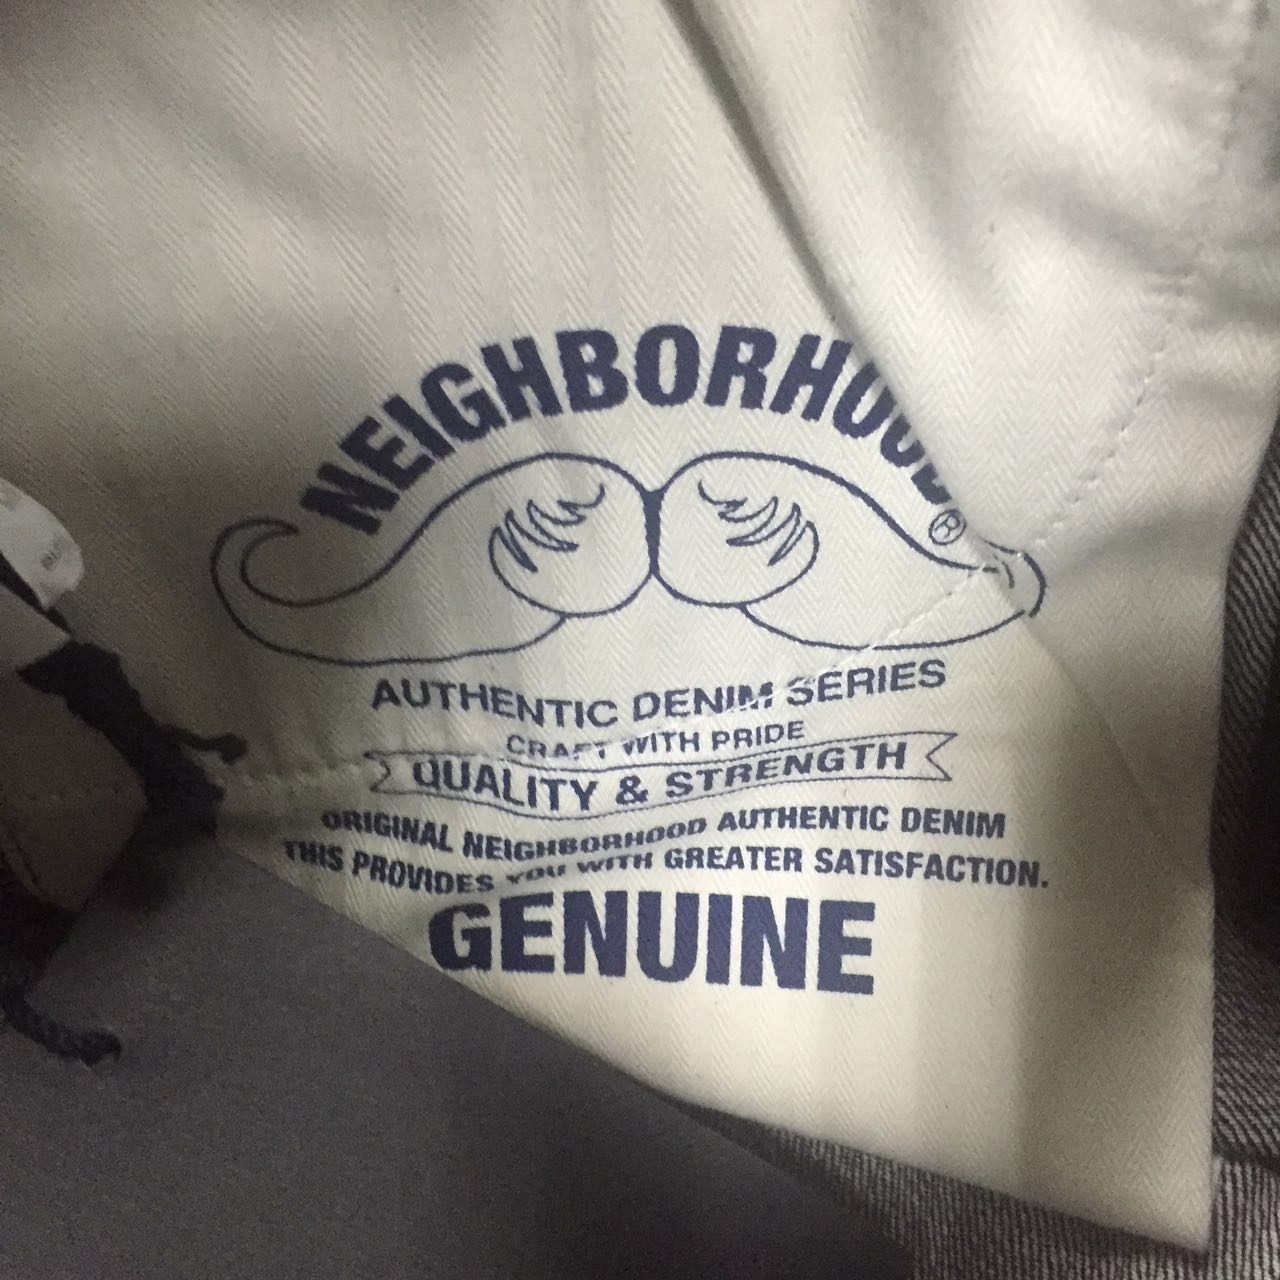 NEIGHBORHOOD®
AUTHENTIC DENIM SERIES
CRAFT WITH PRIDE
QUALITY & STRENGTH
ORIGINAL NEIGHBORHOOD AUTHENTIC DENIM
THIS PROVIDES YOU WITH GREATER SATISFACTION.
GENUINE